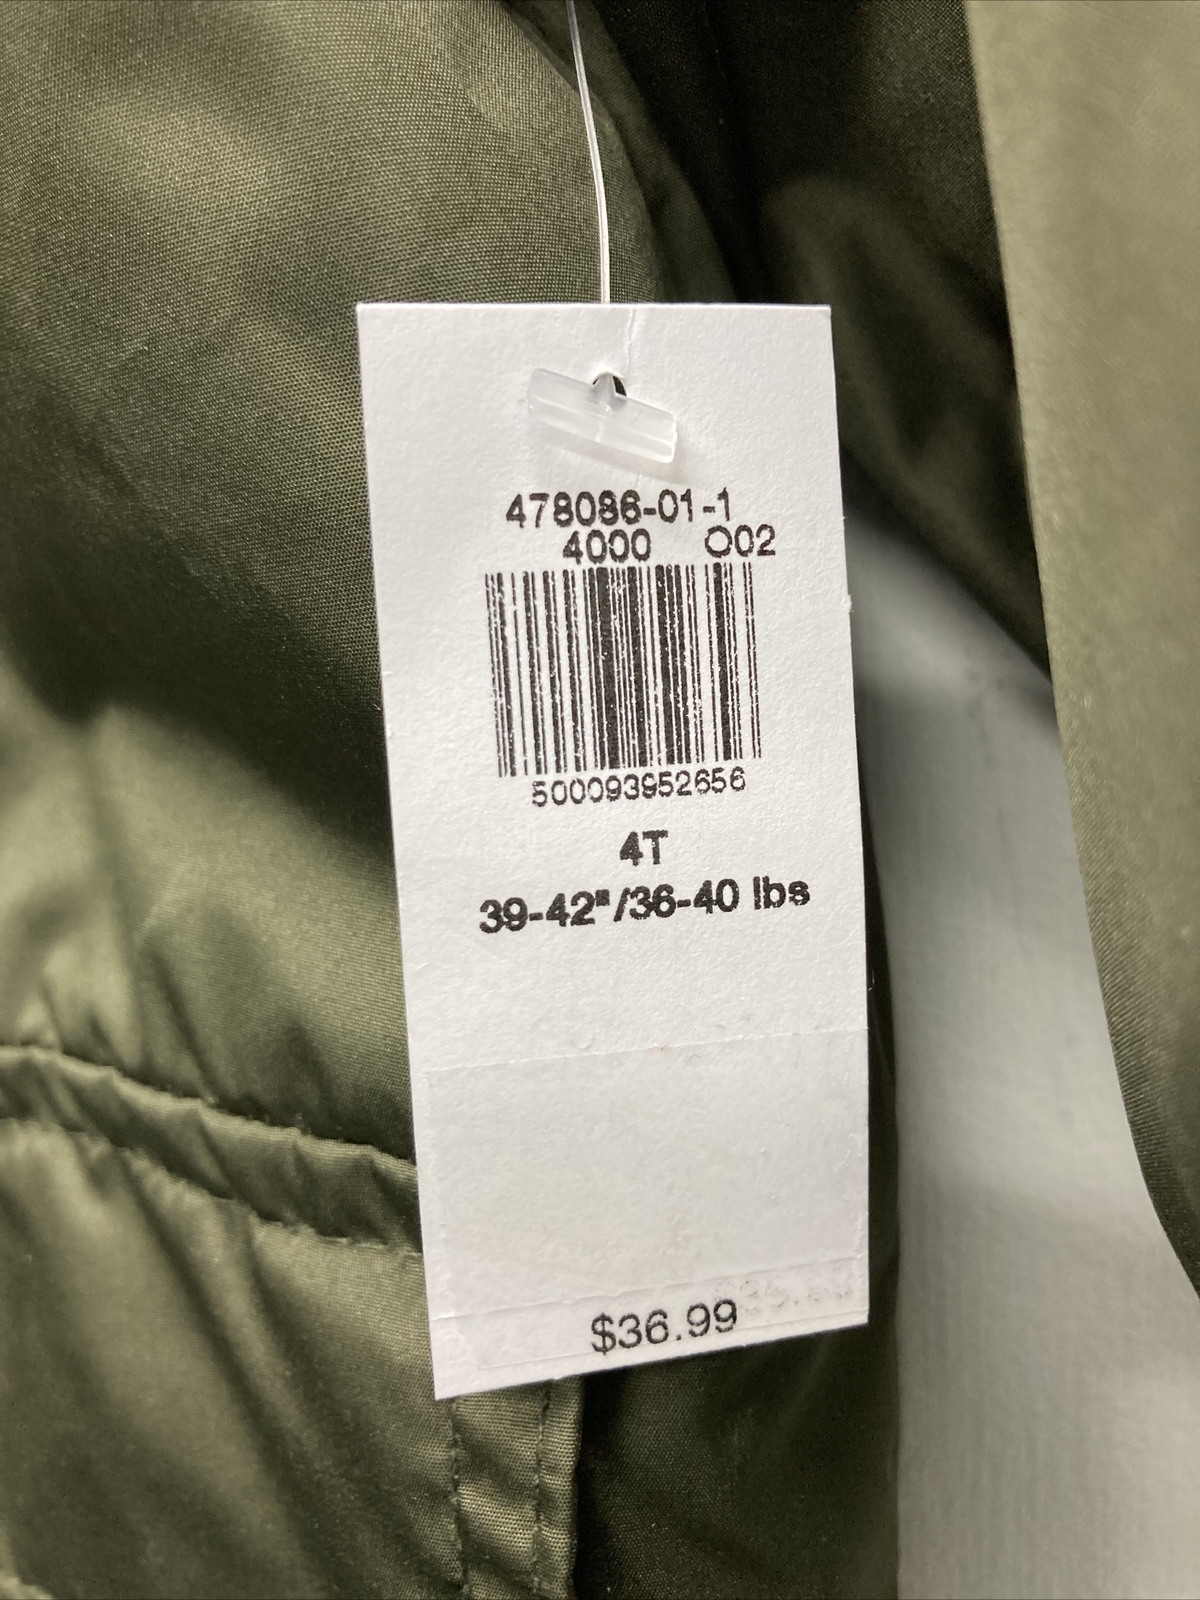 478086-01-1
4000 O02
500093952656
4T
39-42"/36-40 lbs
$36.99